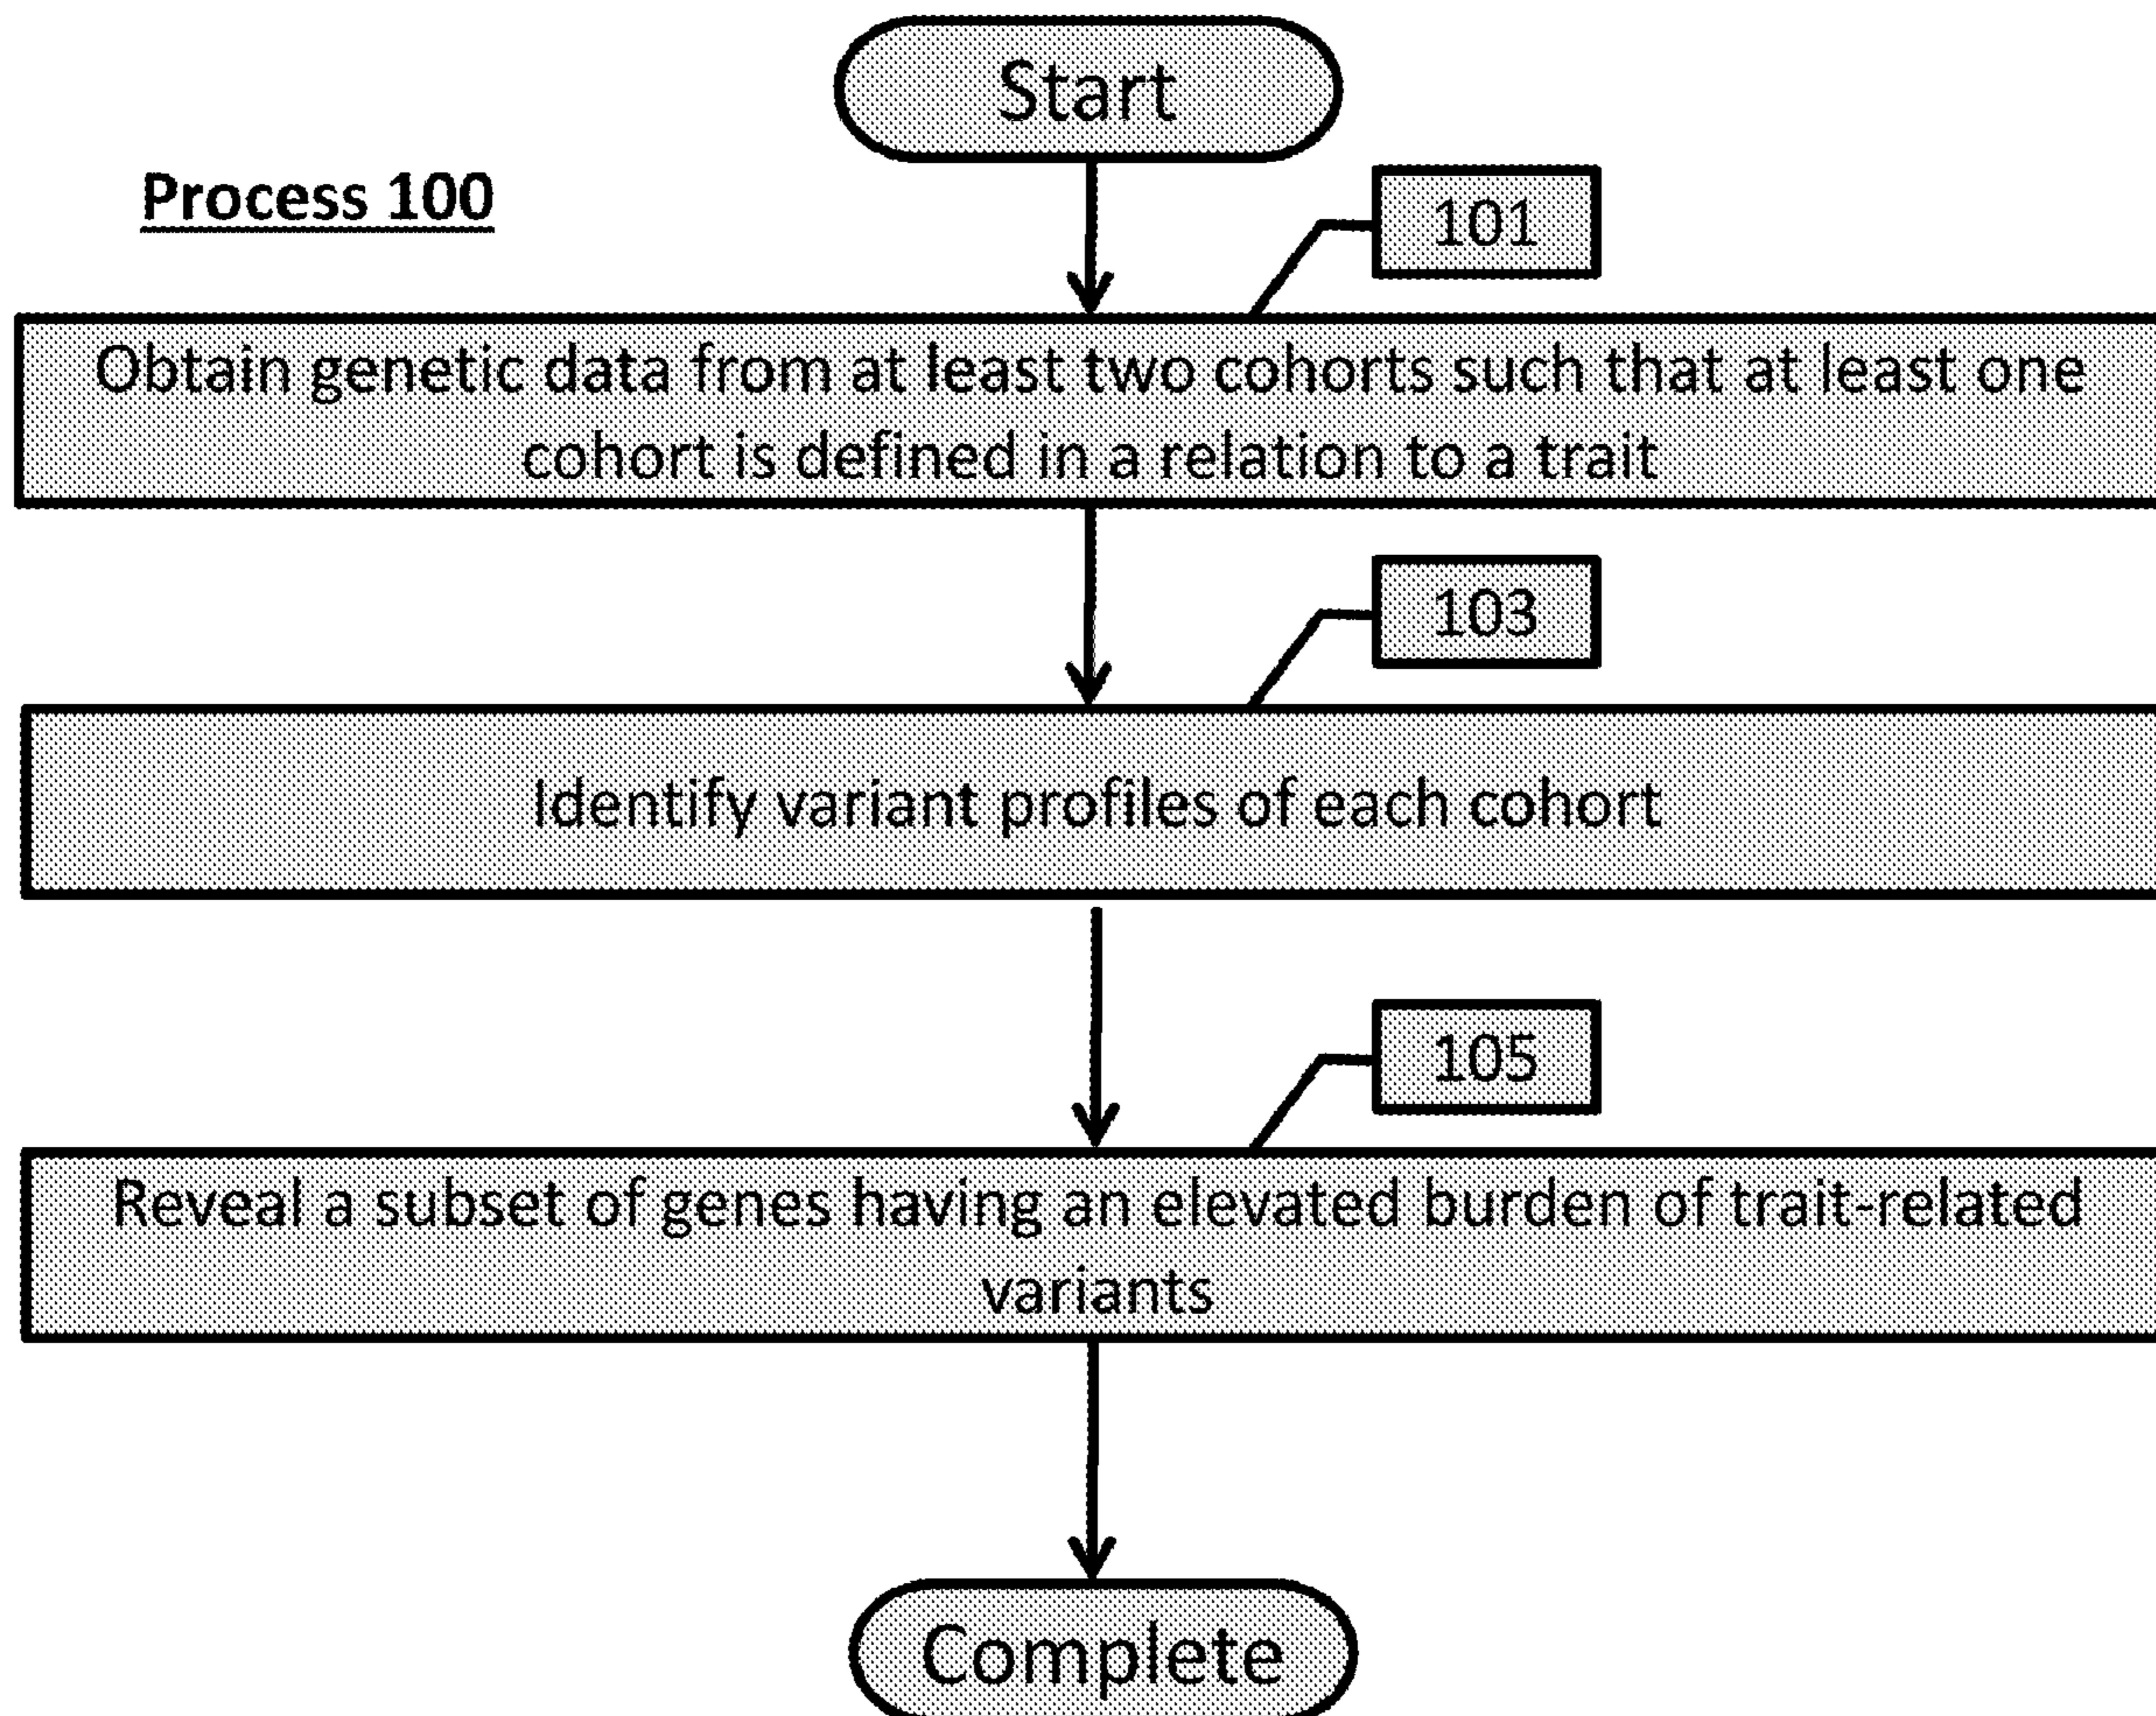 Start
Process 100
101
Obtain genetic data from at least two cohorts such that at least one
cohort is defined in a relation to a trait
103
Identify variant profiles of each cohort
105
Reveal a subset of genes having an elevated burden of trait-related
variants
Complete